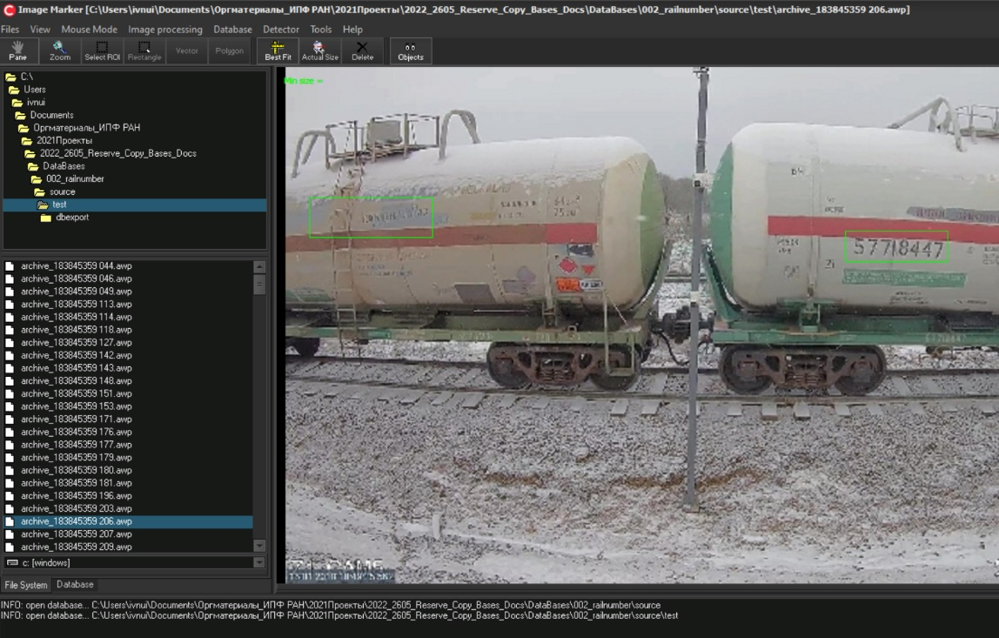 Image Marker [C:\Users\ivnui\Documents\Оргматериалы_ИПФ РАН\2021Проекты\2022_2605_Reserve_Copy_Bases_Docs\DataBases\002_railnumber\source\test\archive_183845359 206.awp]
Files View Mouse Mode Image processing Database Detector Tools Help
Pane Zoom Select ROI Rectangle Vector Polygon Best Fit Actual Size Delete Objects
C:\
Users
ivnui
Documents
Оргматериалы_ИПФ РАН
2021Проекты
2022_2605_Reserve_Copy_Bases_Docs
DataBases
002_railnumber
source
test
dbexport
archive_183845359 044.awp
archive_183845359 046.awp
archive_183845359 049.awp
archive_183845359 113.awp
archive_183845359 114.awp
archive_183845359 118.awp
archive_183845359 127.awp
archive_183845359 142.awp
archive_183845359 143.awp
archive_183845359 148.awp
archive_183845359 151.awp
archive_183845359 153.awp
archive_183845359 171.awp
archive_183845359 176.awp
archive_183845359 177.awp
archive_183845359 179.awp
archive_183845359 180.awp
archive_183845359 181.awp
archive_183845359 196.awp
archive_183845359 203.awp
archive_183845359 206.awp
archive_183845359 207.awp
archive_183845359 209.awp
c: [windows]
File System Database
Min size =
57718447
57718447
INFO: open database... C:\Users\ivnui\Documents\Оргматериалы_ИПФ РАН\2021Проекты\2022_2605_Reserve_Copy_Bases_Docs\DataBases\002_railnumber\source
INFO: open database... C:\Users\ivnui\Documents\Оргматериалы_ИПФ РАН\2021Проекты\2022_2605_Reserve_Copy_Bases_Docs\DataBases\002_railnumber\source\test